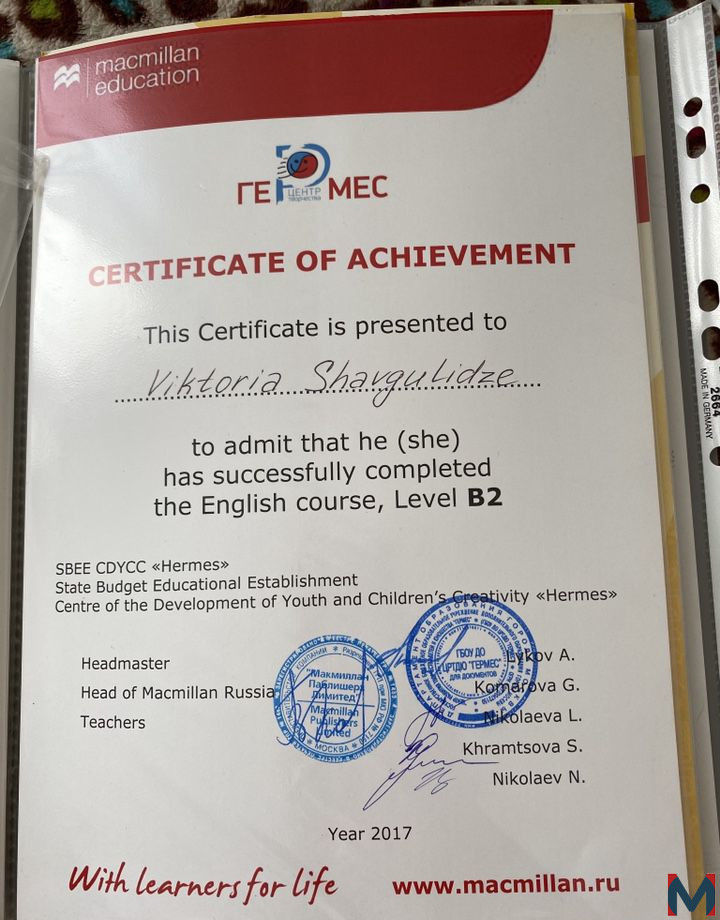 macmillan
education
ГЕРМЕС
ЦЕНТР
творчества
CERTIFICATE OF ACHIEVEMENT
This Certificate is presented to
Viktoria Shavgulidze
to admit that he (she)
has successfully completed
the English course, Level B2
SBEE CDYCC «Hermes»
State Budget Educational Establishment
Centre of the Development of Youth and Children's Creativity «Hermes»
Headmaster
Lykov A.
Head of Macmillan Russia
Komarova G.
Teachers
Nikolaeva L.
Khramtsova S.
Nikolaev N.
"Макмиллан
Паблишерз
Лимитед"
Macmillan
Publishers
Limited
МОСКВА
ГБОУ ДО
ЦРТДЮ "ГЕРМЕС"
ДЛЯ ДОКУМЕНТОВ
Year 2017
With learners for life
www.macmillan.ru
2664
MADE IN GERMANY
M